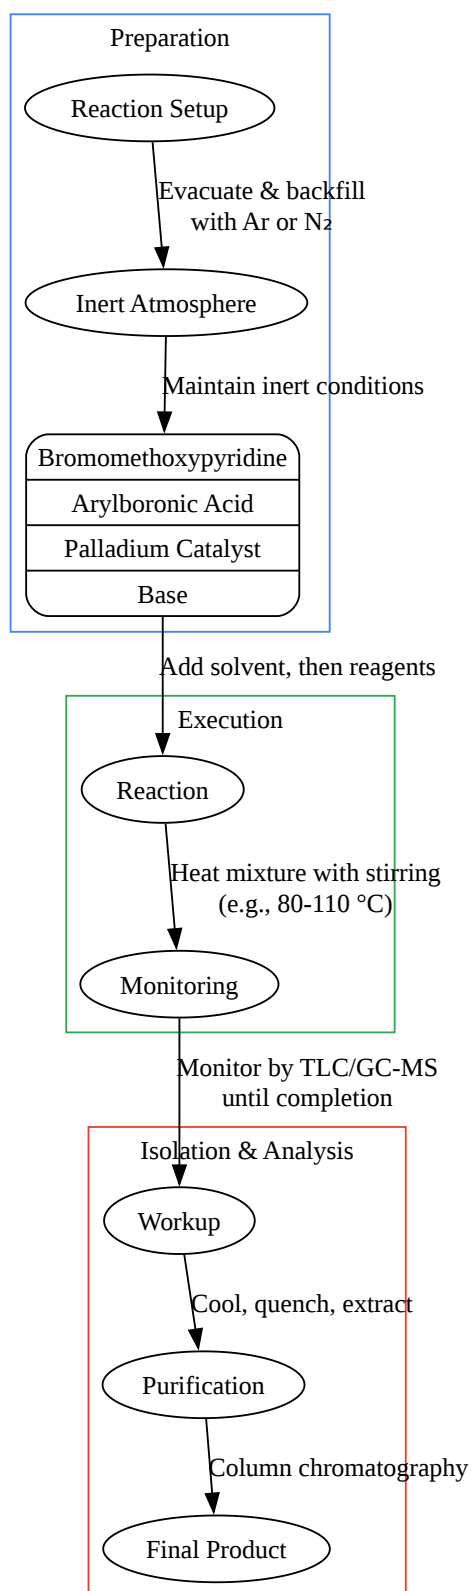 Preparation
Reaction Setup
Evacuate & backfill
with Ar or N₂
Inert Atmosphere
Maintain inert conditions
Bromomethoxypyridine
Arylboronic Acid
Palladium Catalyst
Base
Add solvent, then reagents
Execution
Reaction
Heat mixture with stirring
(e.g., 80-110 °C)
Monitoring
Monitor by TLC/GC-MS
until completion
Isolation & Analysis
Workup
Cool, quench, extract
Purification
Column chromatography
Final Product